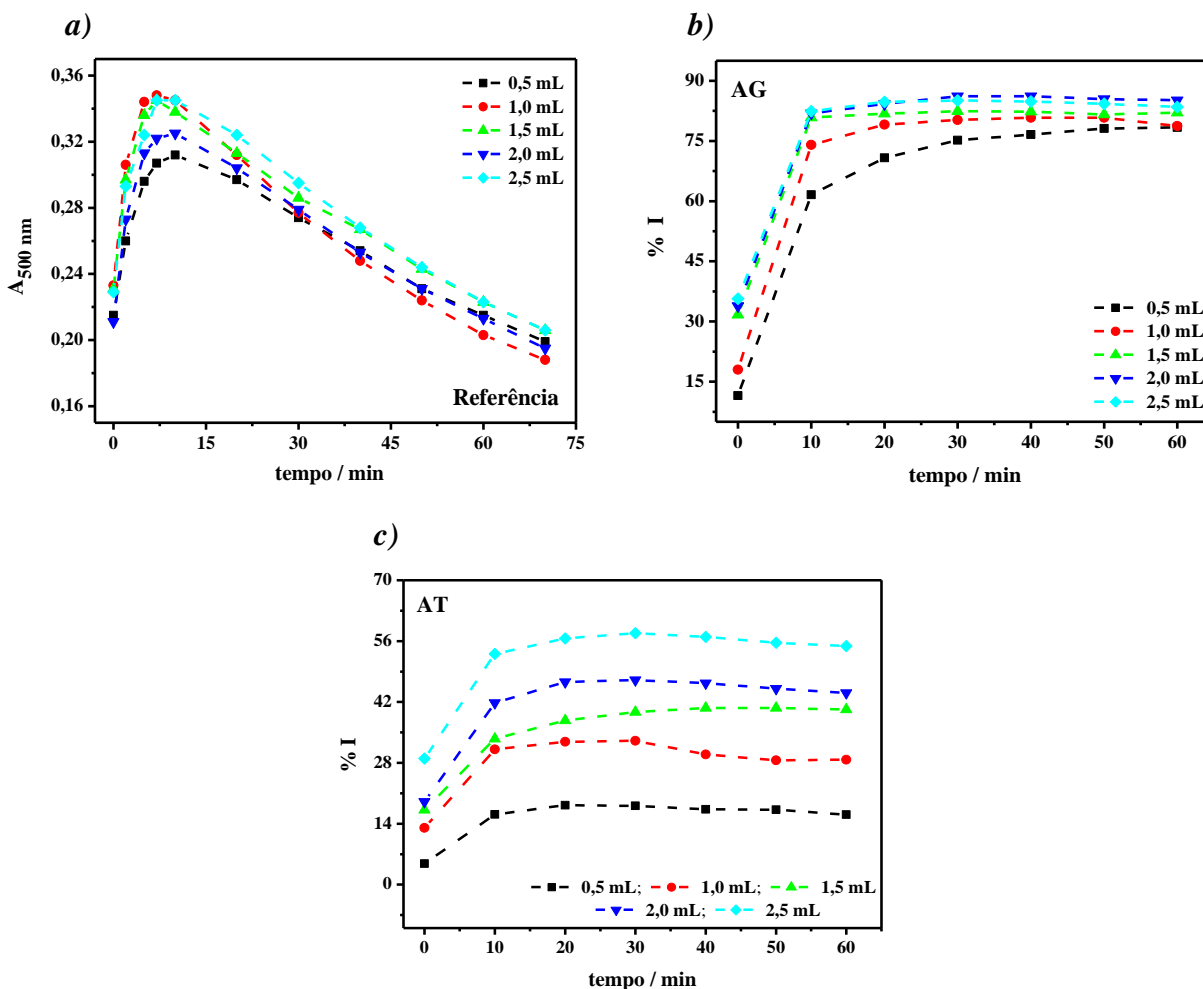 a)
0,36
0,32
0,28
0,24
0,20
0,16
A500 nm
0,5 mL
1,0 mL
1,5 mL
2,0 mL
2,5 mL
Referência
0 15 30 45 60 75
tempo / min
b)
AG
90
75
60
45
30
15
% I
0,5 mL
1,0 mL
1,5 mL
2,0 mL
2,5 mL
0 10 20 30 40 50 60
tempo / min
c)
AT
70
56
42
28
14
0
% I
0,5 mL; 1,0 mL; 1,5 mL
2,0 mL; 2,5 mL
0 10 20 30 40 50 60
tempo / min